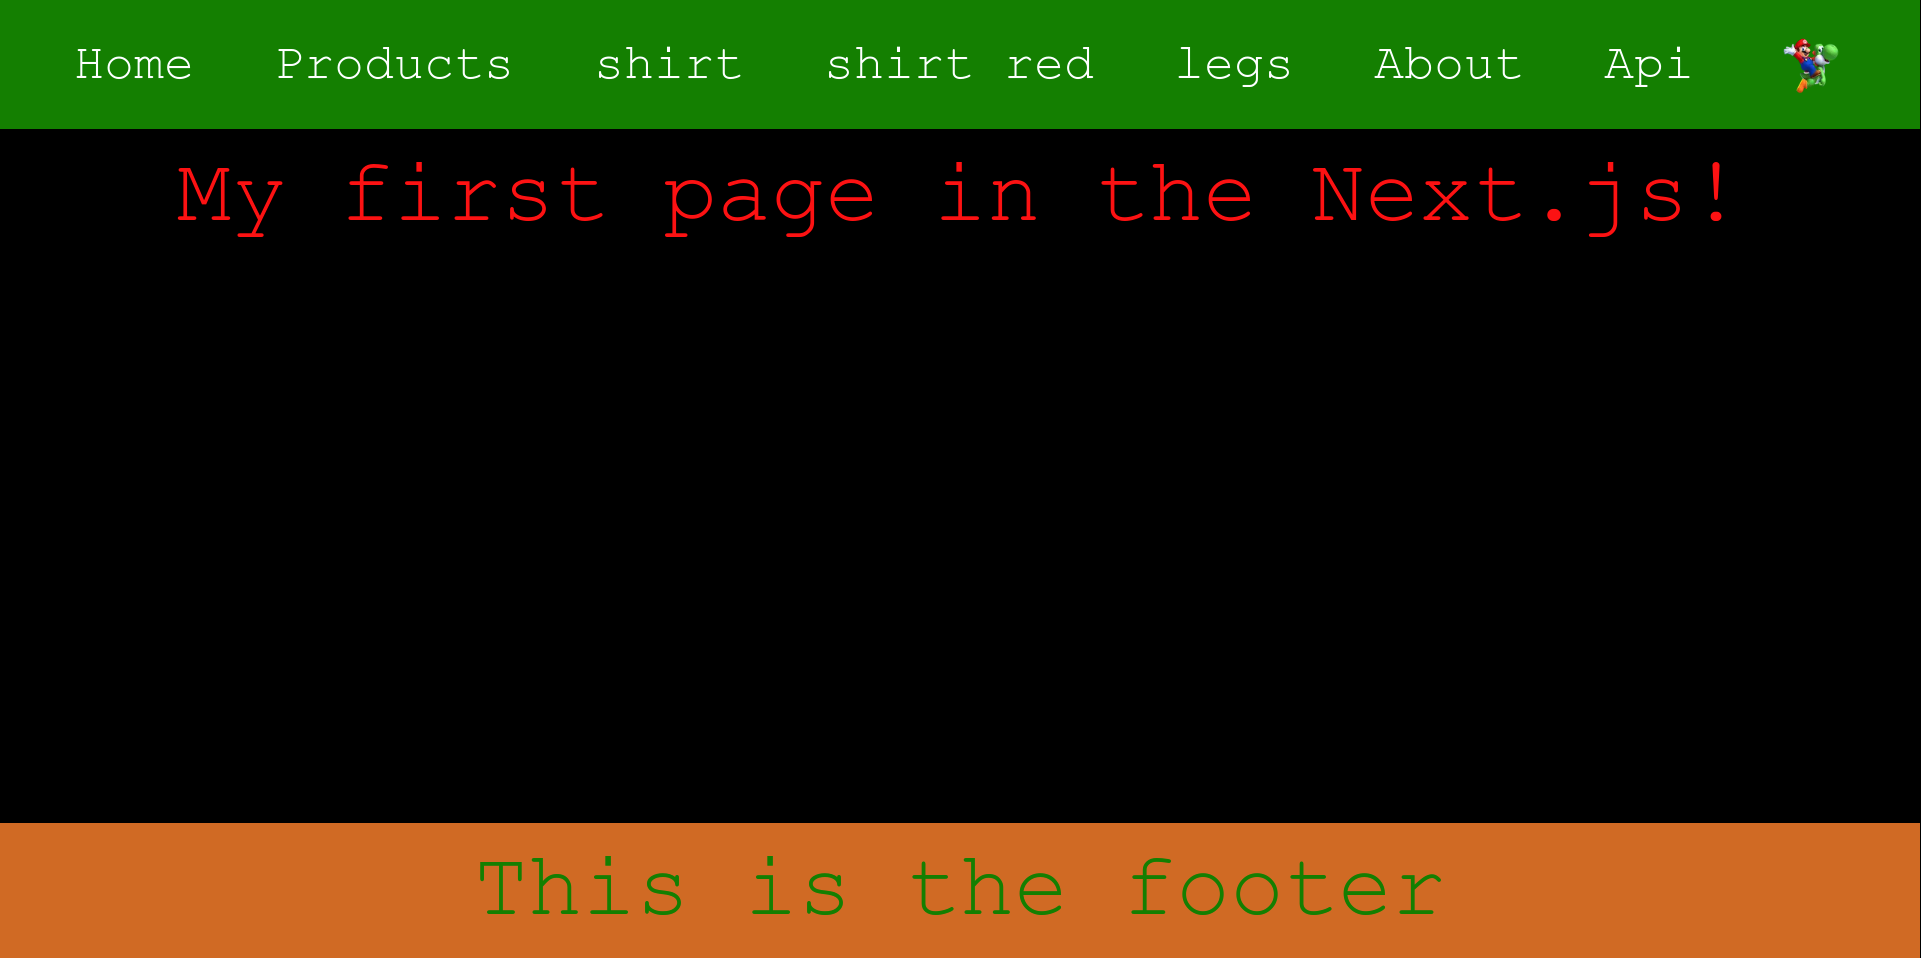 Home Products shirt shirt red legs About Api
My first page in the Next.js!
This is the footer